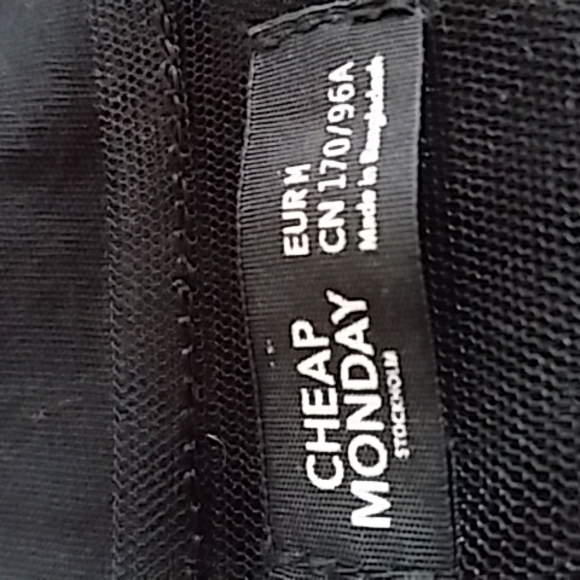 CHEAP
MONDAY
STOCKHOLM
EUR M
CN 170/96A
Made in Bangladesh